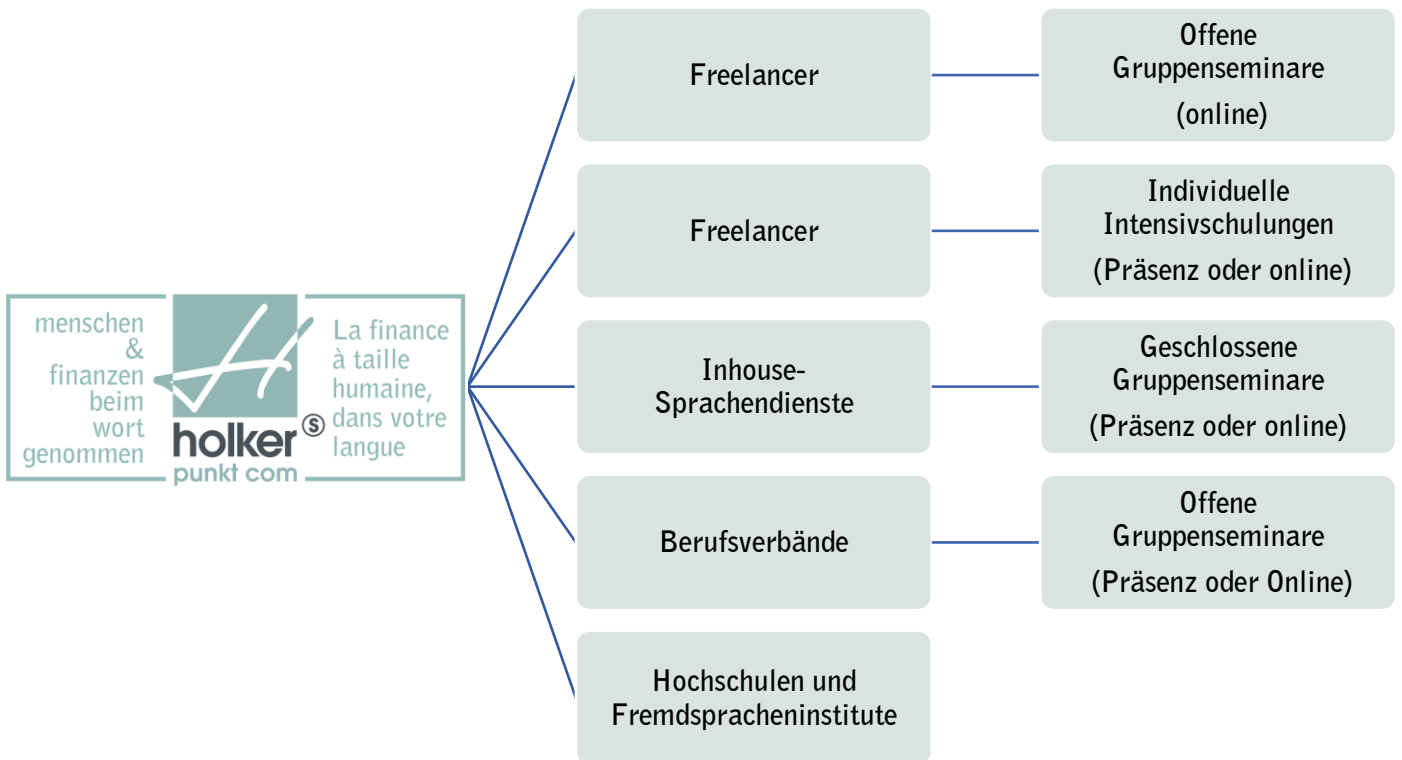 menschen
&
finanzen
beim
wort
genommen
holker
punkt com
Ⓢ
La finance
à taille
humaine,
dans votre
langue
Freelancer
Offene
Gruppenseminare
(online)
Freelancer
Individuelle
Intensivschulungen
(Präsenz oder online)
Inhouse-
Sprachendienste
Geschlossene
Gruppenseminare
(Präsenz oder online)
Berufsverbände
Offene
Gruppenseminare
(Präsenz oder Online)
Hochschulen und
Fremdspracheninstitute